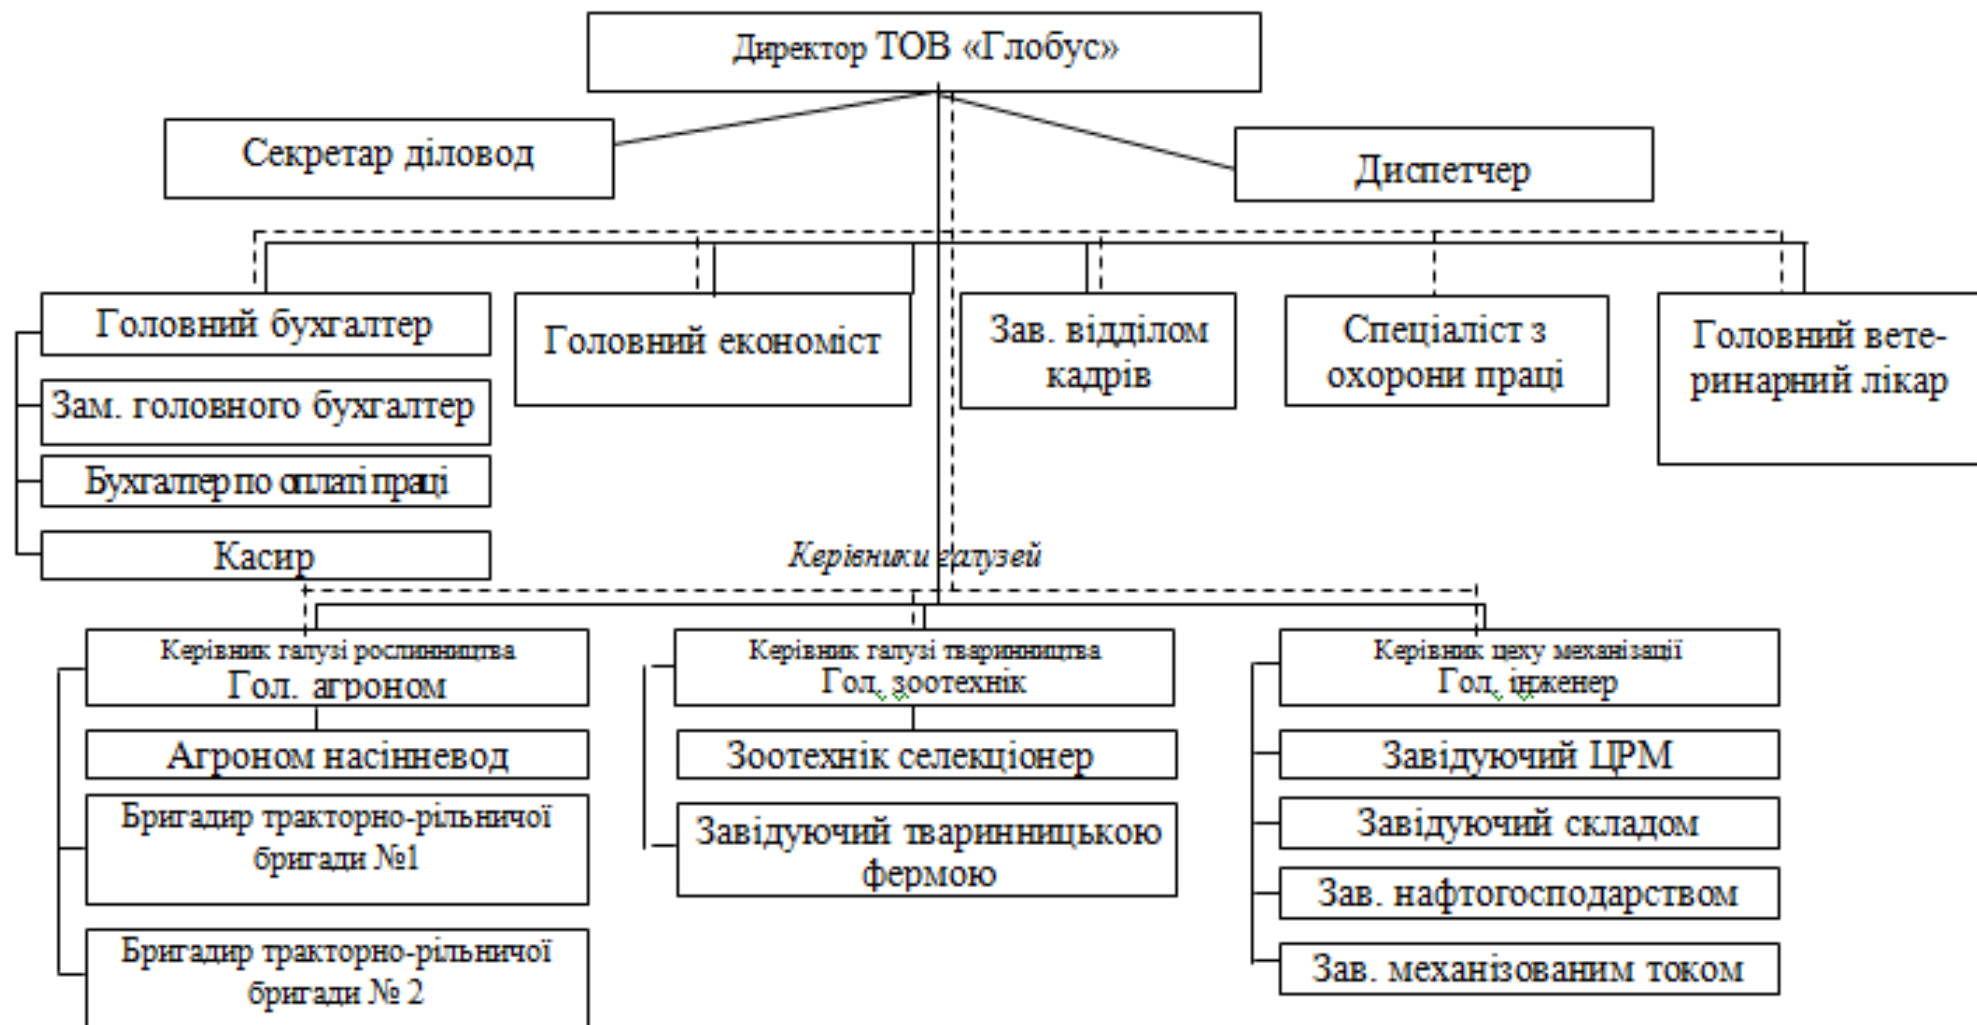 Директор ТОВ «Глобус»
Секретар діловод
Диспетчер
Головний бухгалтер
Зам. головного бухгалтер
Бухгалтер по оплаті праці
Касир
Головний економіст
Зав. відділом
кадрів
Спеціаліст з
охорони праці
Головний вете-
ринарний лікар
Керівники галузей
Керівник галузі рослинництва
Гол. агроном
Агроном насінневод
Бригадир тракторно-рільничої
бригади №1
Бригадир тракторно-рільничої
бригади № 2
Керівник галузі тваринництва
Гол. зоотехнік
Зоотехнік селекціонер
Завідуючий тваринницькою
фермою
Керівник цеху механізації
Гол. інженер
Завідуючий ЦРМ
Завідуючий складом
Зав. нафтогосподарством
Зав. механізованим током